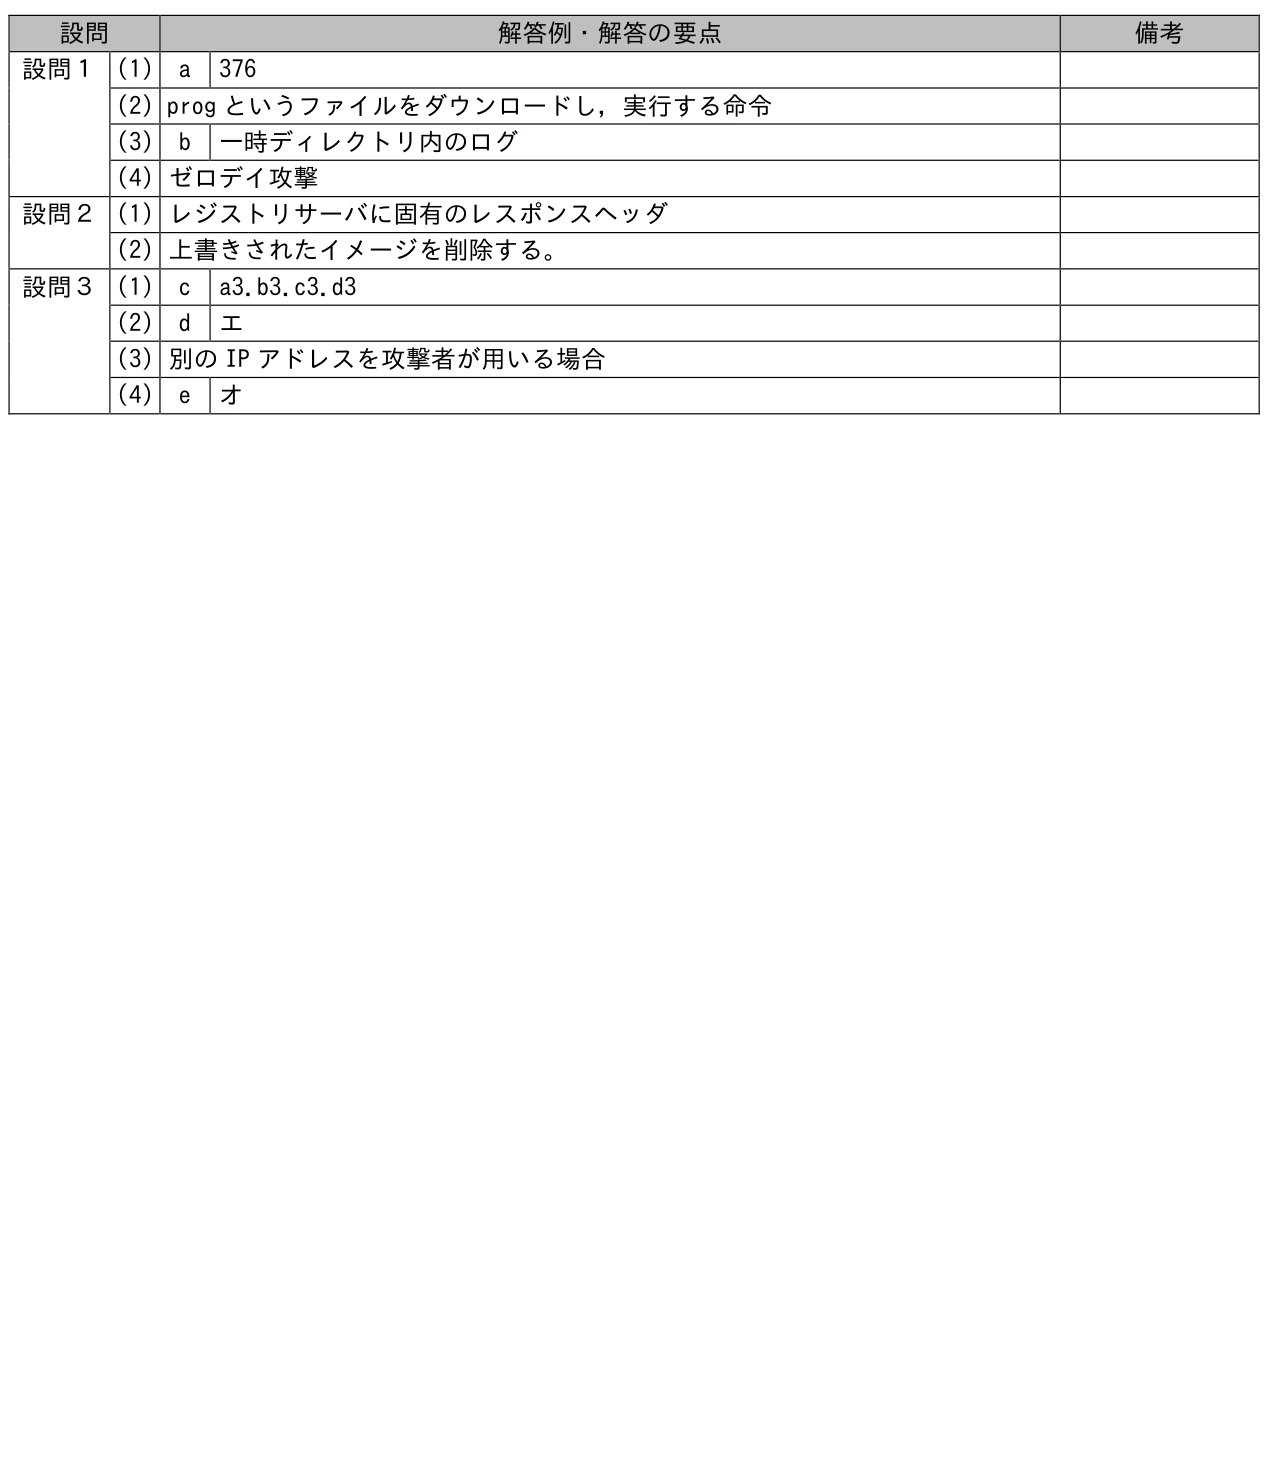 設問 解答例・解答の要点 備考
設問1 (1) a 376
(2) prog というファイルをダウンロードし，実行する命令
(3) b 一時ディレクトリ内のログ
(4) ゼロデイ攻撃
設問2 (1) レジストリサーバに固有のレスポンスヘッダ
(2) 上書きされたイメージを削除する。
設問3 (1) c a3.b3.c3.d3
(2) d エ
(3) 別の IP アドレスを攻撃者が用いる場合
(4) e オ